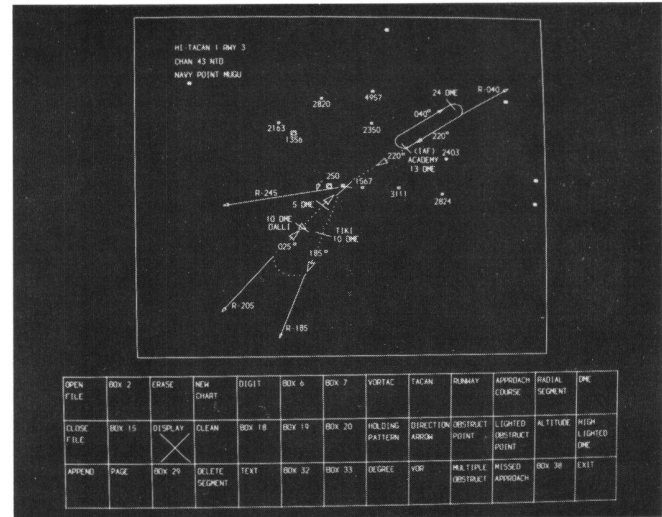 HI-TACAN 1 RWY 3
CHAN 43 NTD
NAVY POINT MUGU
24 DME
R-040
4957
2820
040°
2163
1356
2350
220°
(IAF)
220°
2403
ACADEMY
13 DME
250
1567
R-245
3111
2824
5 DME
10 DME
DALLI
TIKI
10 DME
025°
185°
R-205
R-185
OPEN FILE BOX 2 ERASE NEW CHART DIGIT BOX 6 BOX 7 VORTAC TACAN RUNWAY APPROACH COURSE RADIAL SEGMENT DME
CLOSE FILE BOX 15 DISPLAY CLEAN BOX 18 BOX 19 BOX 20 HOLDING PATTERN DIRECTION ARROW OBSTRUCT POINT LIGHTED OBSTRUCT POINT ALTITUDE HIGH LIGHTED DME
APPEND PAGE BOX 29 DELETE SEGMENT TEXT BOX 32 BOX 33 DEGREE VOR MULTIPLE OBSTRUCT MISSED APPROACH BOX 38 EXIT